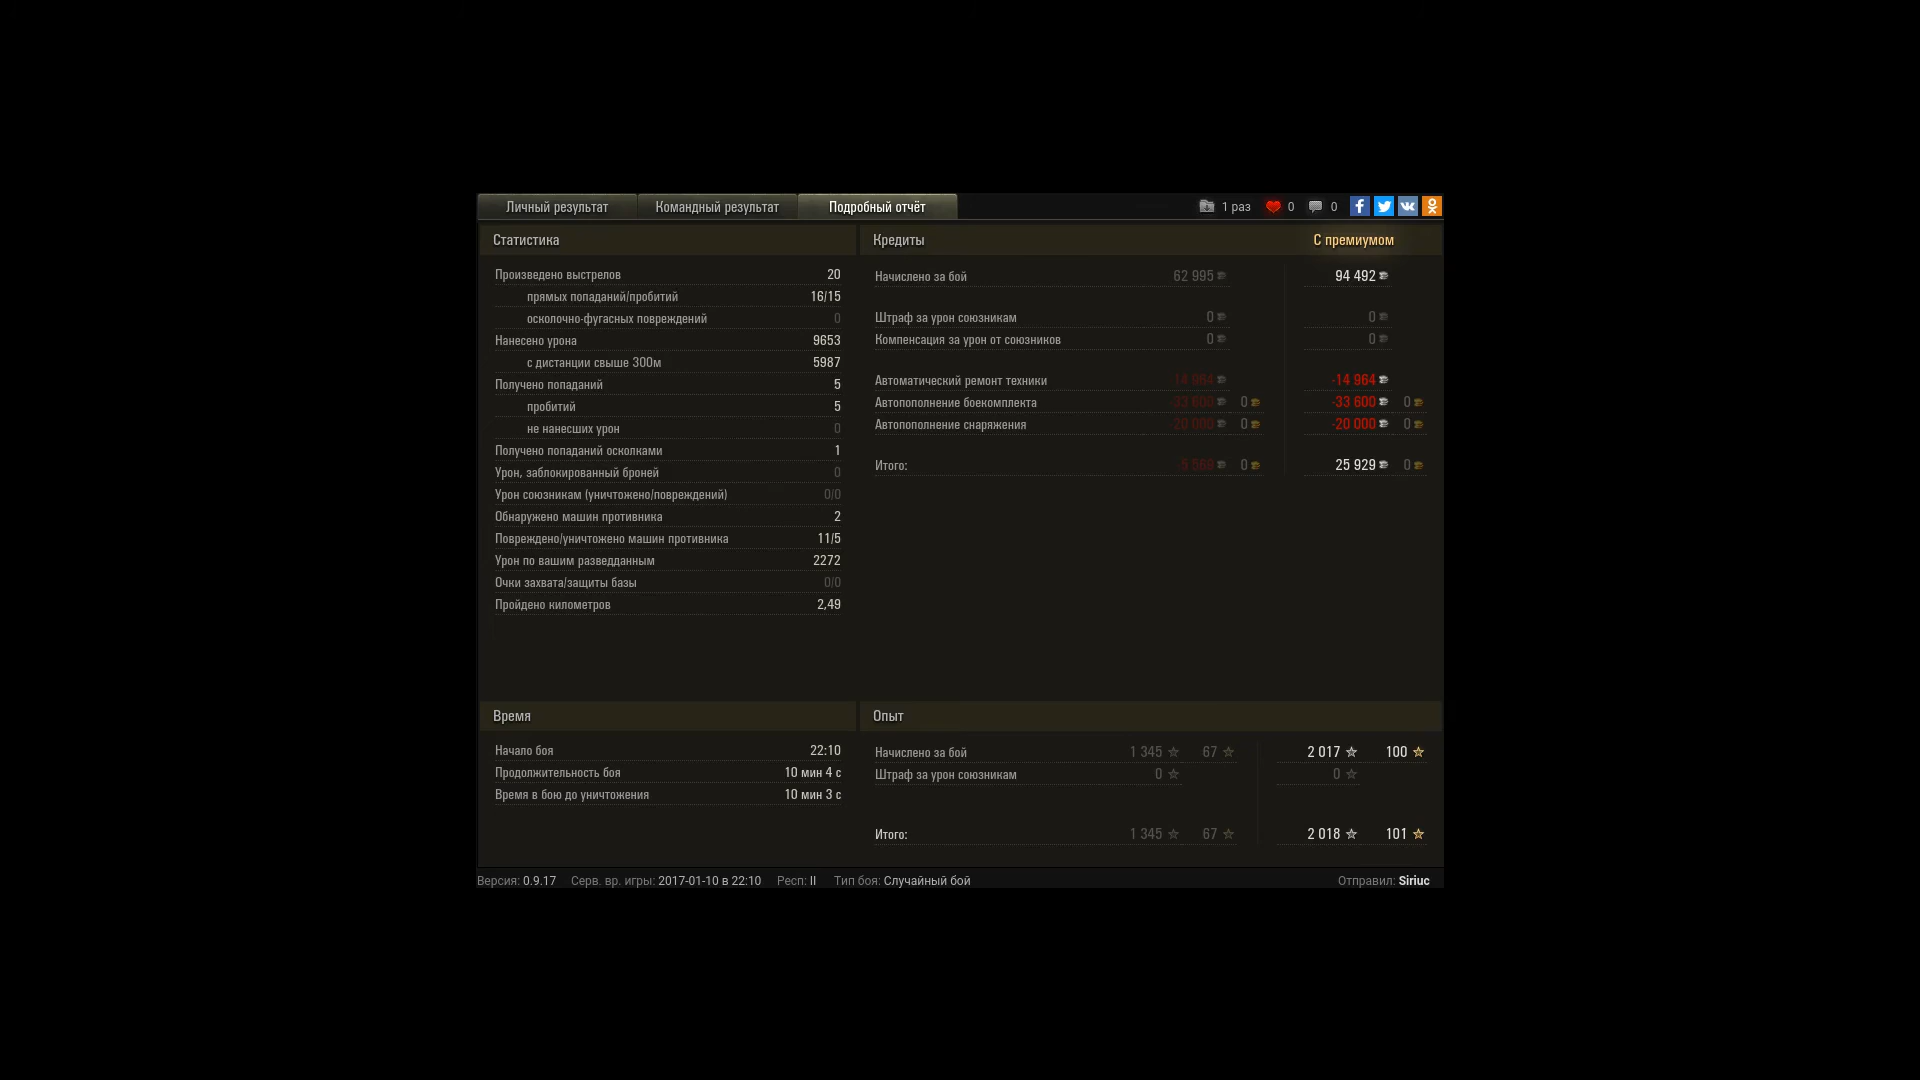 Личный результат Командный результат Подробный отчёт 1 раз 0 0
Статистика
Произведено выстрелов 20
прямых попаданий/пробитий 16/15
осколочно-фугасных повреждений 0
Нанесено урона 9653
с дистанции свыше 300м 5987
Получено попаданий 5
пробитий 5
не нанесших урон 0
Получено попаданий осколками 1
Урон, заблокированный броней 0
Урон союзникам (уничтожено/повреждений) 0/0
Обнаружено машин противника 2
Повреждено/уничтожено машин противника 11/5
Урон по вашим разведданным 2272
Очки захвата/защиты базы 0/0
Пройдено километров 2,49
Кредиты С премиумом
Начислено за бой 62 995 94 492
Штраф за урон союзникам 0 0
Компенсация за урон от союзников 0 0
Автоматический ремонт техники -14 964 -14 964
Автопополнение боекомплекта -33 600 0 -33 600 0
Автопополнение снаряжения -20 000 0 -20 000 0
Итого: -5 569 0 25 929 0
Время
Начало боя 22:10
Продолжительность боя 10 мин 4 с
Время в бою до уничтожения 10 мин 3 с
Опыт
Начислено за бой 1 345 67 2 017 100
Штраф за урон союзникам 0 0
Итого: 1 345 67 2 018 101
Версия: 0.9.17 Серв. вр. игры: 2017-01-10 в 22:10 Респ: II Тип боя: Случайный бой Отправил: Siriuc